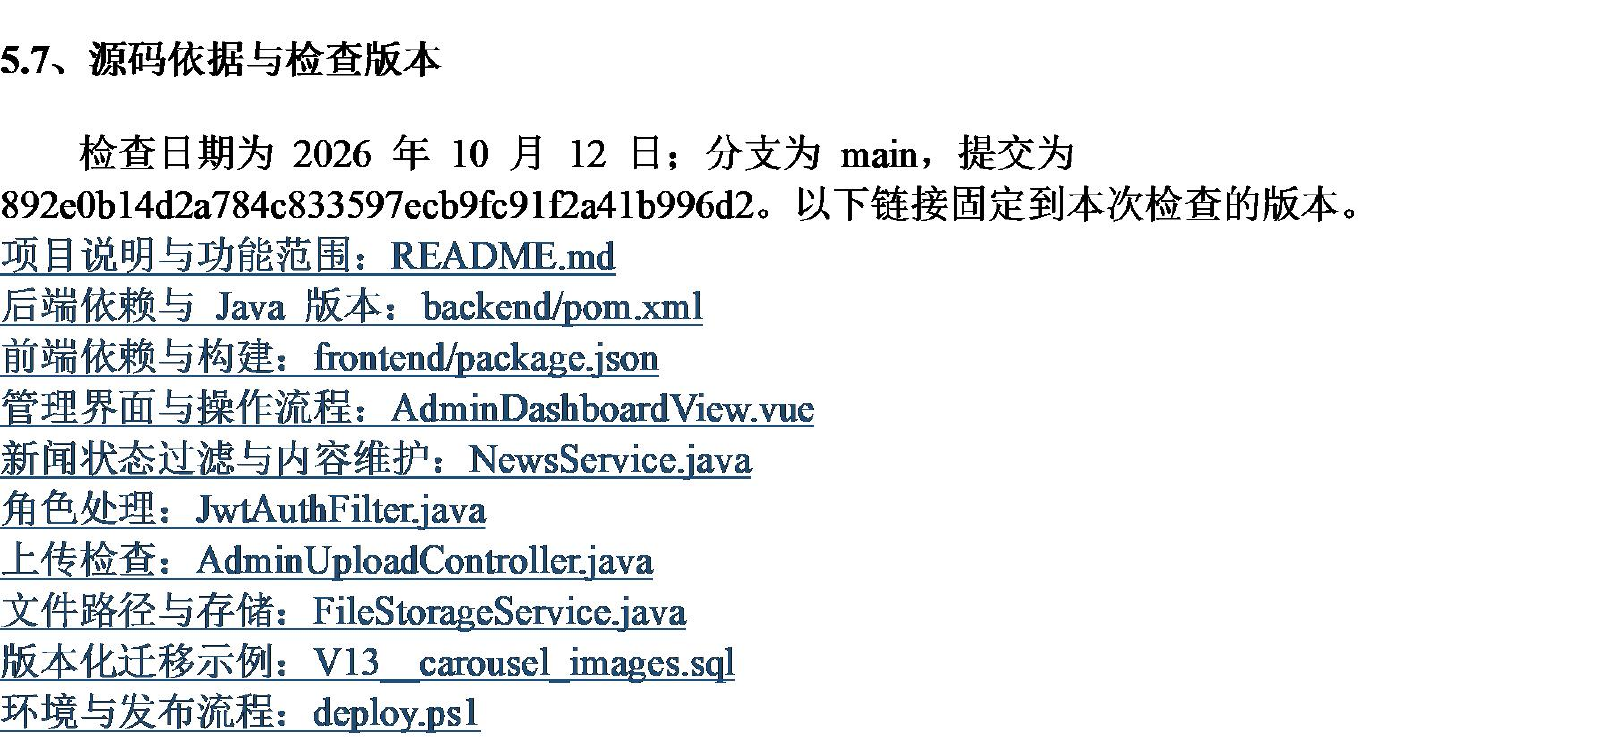 5.7、源码依据与检查版本
检查日期为 2026 年 10 月 12 日；分支为 main，提交为
892e0b14d2a784c833597ecb9fc91f2a41b996d2。以下链接固定到本次检查的版本。
项目说明与功能范围：README.md
后端依赖与 Java 版本：backend/pom.xml
前端依赖与构建：frontend/package.json
管理界面与操作流程：AdminDashboardView.vue
新闻状态过滤与内容维护：NewsService.java
角色处理：JwtAuthFilter.java
上传检查：AdminUploadController.java
文件路径与存储：FileStorageService.java
版本化迁移示例：V13__carousel_images.sql
环境与发布流程：deploy.ps1